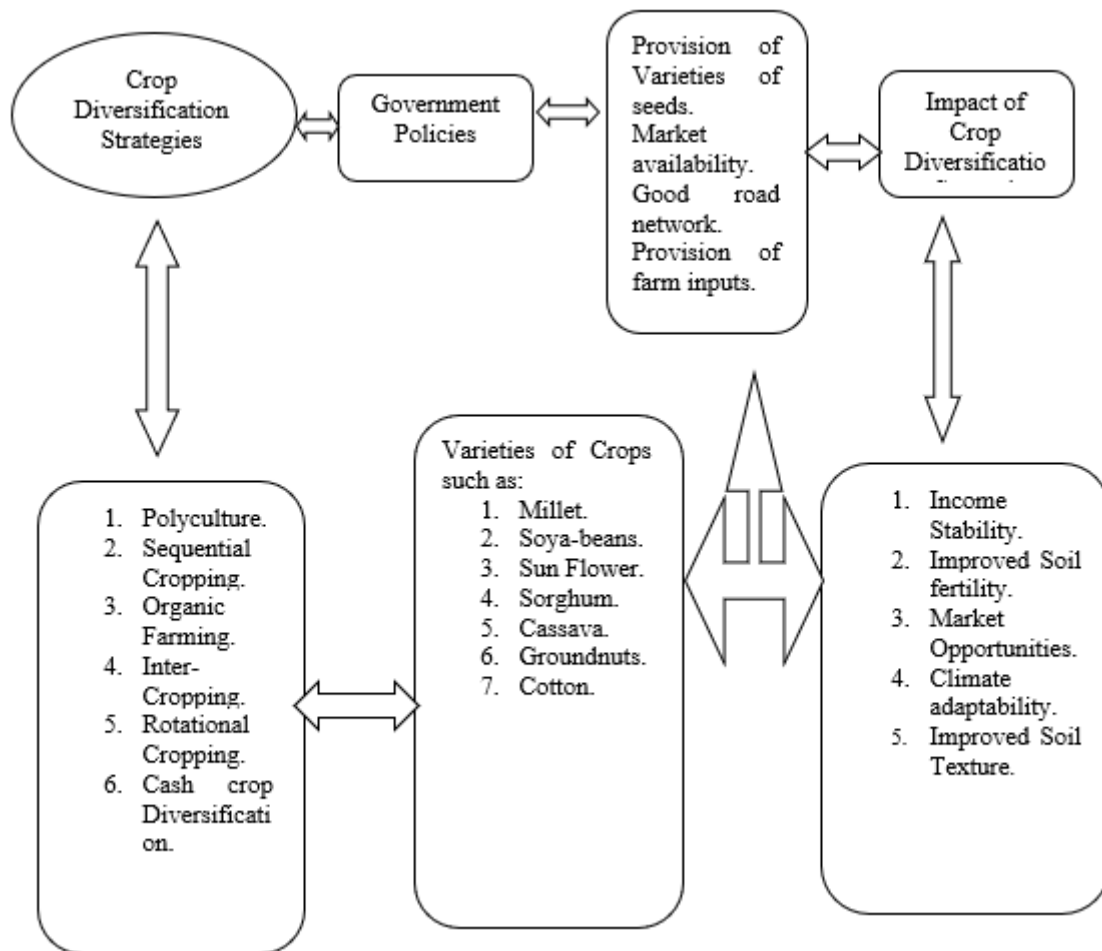 Crop
Diversification
Strategies
Government
Policies
Provision of
Varieties of
seeds.
Market
availability.
Good road
network.
Provision of
farm inputs.
Impact of
Crop
Diversificatio
1. Polyculture.
2. Sequential
Cropping.
3. Organic
Farming.
4. Inter-
Cropping.
5. Rotational
Cropping.
6. Cash crop
Diversificati
on.
Varieties of Crops
such as:
1. Millet.
2. Soya-beans.
3. Sun Flower.
4. Sorghum.
5. Cassava.
6. Groundnuts.
7. Cotton.
1. Income
Stability.
2. Improved Soil
fertility.
3. Market
Opportunities.
4. Climate
adaptability.
5. Improved Soil
Texture.